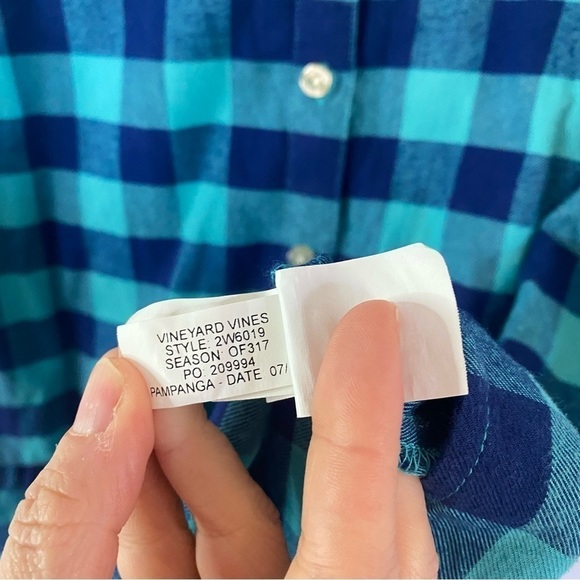 VINEYARD VINES
STYLE: 2W6019
SEASON: OF317
PO: 209994
PAMPANGA - DATE 07/